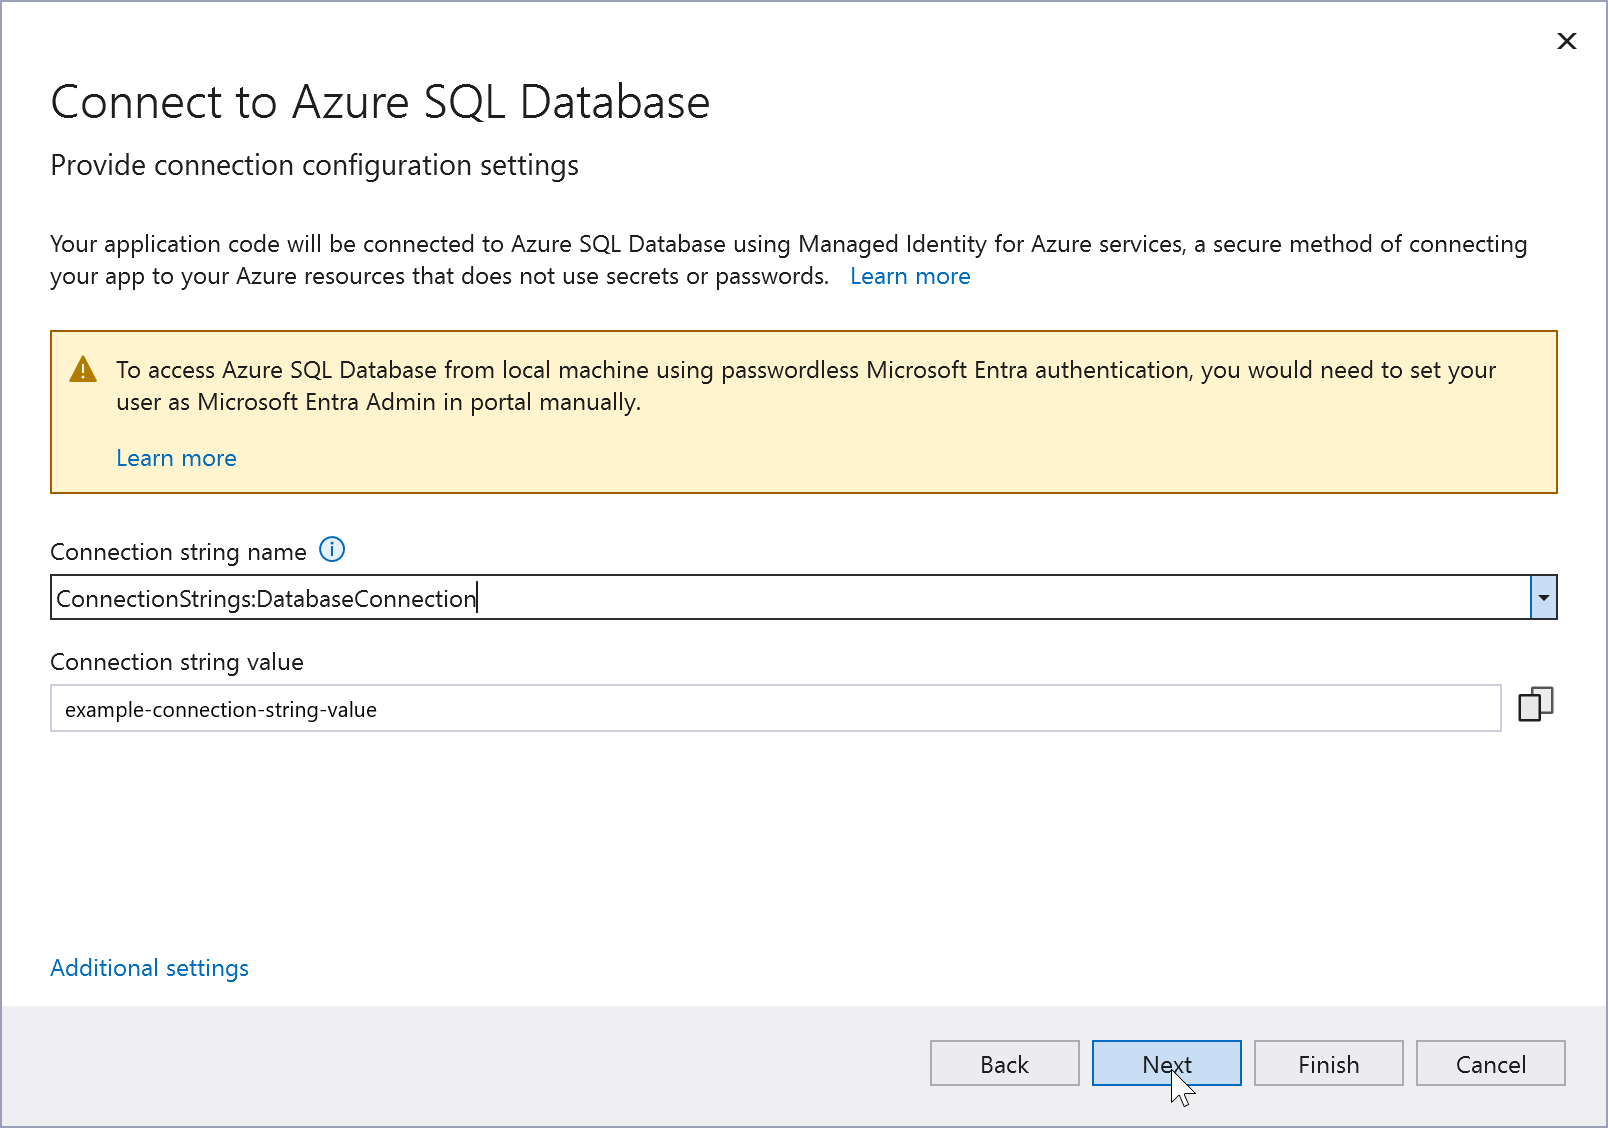 Connect to Azure SQL Database
Provide connection configuration settings
Your application code will be connected to Azure SQL Database using Managed Identity for Azure services, a secure method of connecting
your app to your Azure resources that does not use secrets or passwords. Learn more
To access Azure SQL Database from local machine using passwordless Microsoft Entra authentication, you would need to set your
user as Microsoft Entra Admin in portal manually.
Learn more
Connection string name
ConnectionStrings:DatabaseConnection
Connection string value
example-connection-string-value
Additional settings
Back Next Finish Cancel